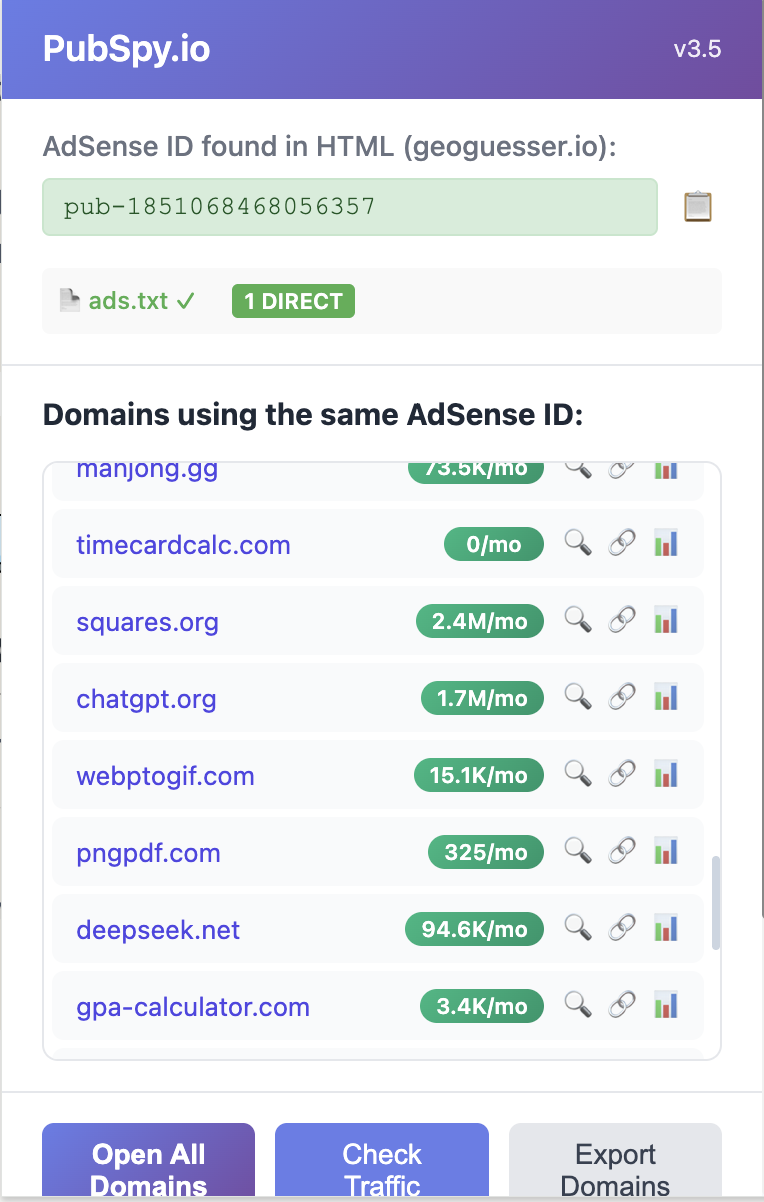 PubSpy.io
v3.5
AdSense ID found in HTML (geoguesser.io):
pub-1851068468056357
ads.txt ✓ 1 DIRECT
Domains using the same AdSense ID:
manjong.gg 73.5K/mo
timecardcalc.com 0/mo
squares.org 2.4M/mo
chatgpt.org 1.7M/mo
webptogif.com 15.1K/mo
pngpdf.com 325/mo
deepseek.net 94.6K/mo
gpa-calculator.com 3.4K/mo
Open All
Domains
Check
Traffic
Export
Domains